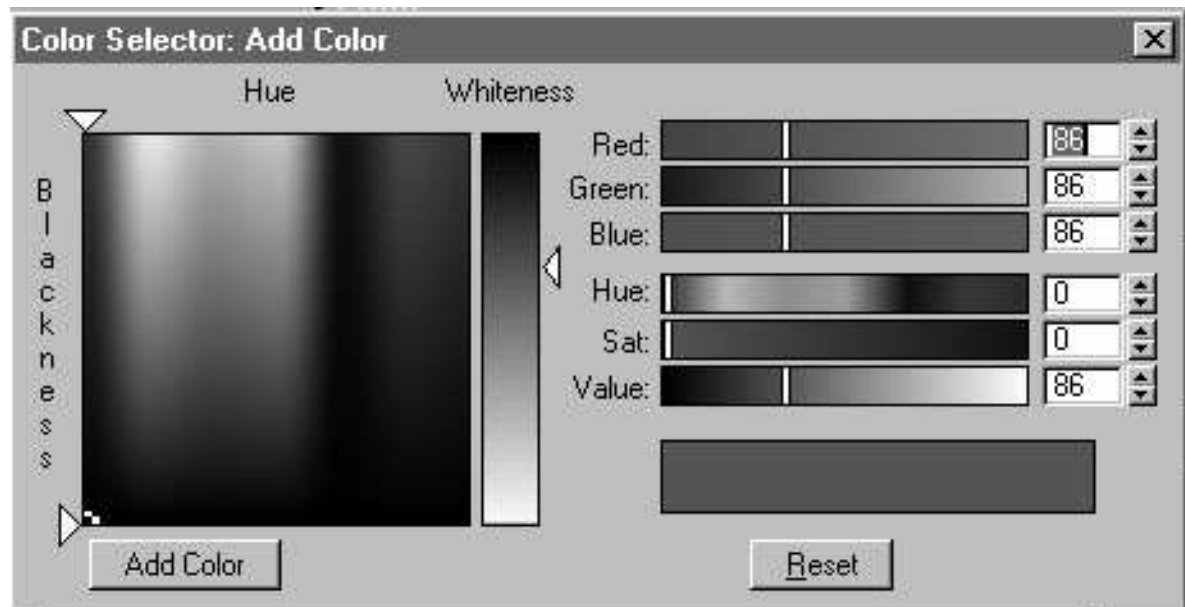 Color Selector: Add Color
Hue Whiteness
Blackness
Red: 86
Green: 86
Blue: 86
Hue: 0
Sat: 0
Value: 86
Add Color
Reset